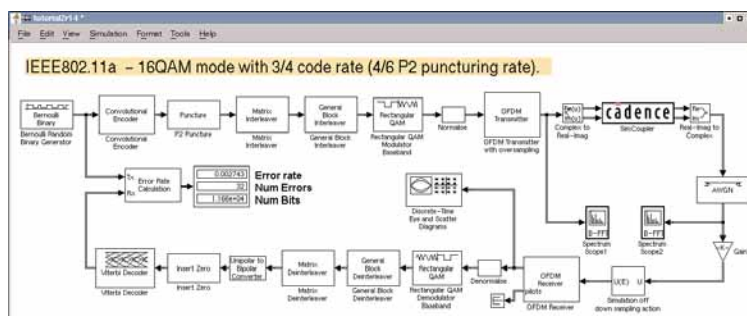 tutorial2r14 *
File Edit View Simulation Format Tools Help
IEEE802.11a – 16QAM mode with 3/4 code rate (4/6 P2 puncturing rate).
Bernoulli
Binary
Bernoulli Random
Binary Generator
Convolutional
Encoder
Convolutional
Encoder
Puncture
P2 Puncture
Matrix
Interleaver
Matrix
Interleaver
General
Block
Interleaver
General Block
Interleaver
Rectangular
QAM
Rectangular QAM
Modulator
Baseband
Normalise
OFDM
Transmitter
OFDM Transmitter
with oversampling
Re(u)
Im(u)
Complex to
Real-Imag
cadence
SimCoupler
Re
Im
Real-Imag to
Complex
AWGN
Tx
Rx
Error Rate
Calculation
0.002743
32
1.166e+04
Error rate
Num Errors
Num Bits
Discrete-Time
Eye and Scatter
Diagrams
B-FFT
Spectrum
Scope1
B-FFT
Spectrum
Scope2
-K-
Gain
Viterbi Decoder
Viterbi Decoder
Insert Zero
Insert Zero
Unipolar to
Bipolar
Converter
Matrix
Deinterleaver
Matrix
Deinterleaver
General
Block
Deinterleaver
General Block
Deinterleaver
Rectangular
QAM
Rectangular QAM
Demodulator
Baseband
Denormalise
OFDM
Receiver
pilots
OFDM Receiver
U(E) U
Simulation off
down sampling action